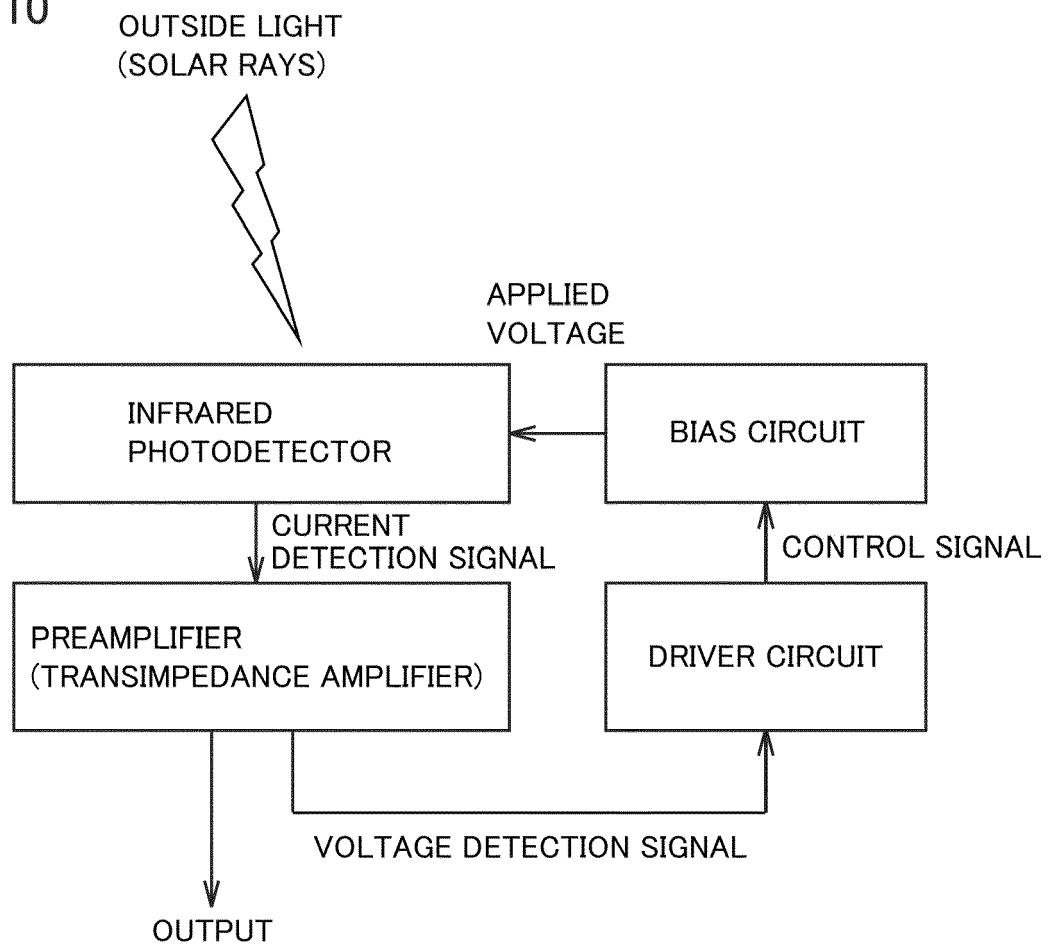 10
OUTSIDE LIGHT
(SOLAR RAYS)
APPLIED
VOLTAGE
INFRARED
PHOTODETECTOR
BIAS CIRCUIT
CURRENT
DETECTION SIGNAL
CONTROL SIGNAL
PREAMPLIFIER
(TRANSIMPEDANCE AMPLIFIER)
DRIVER CIRCUIT
VOLTAGE DETECTION SIGNAL
OUTPUT